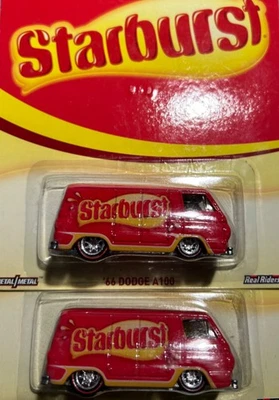 Starburst
Starburst
'66 DODGE A100
METAL/METAL
Real Riders
Starburst